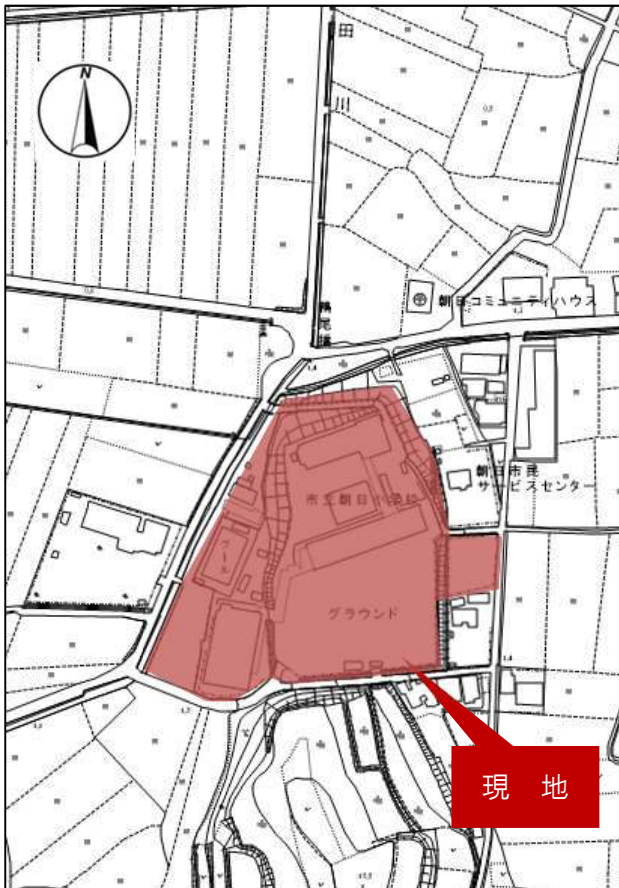 N
田川
鴨尾溝
朝日コミュニティハウス
朝日市民
サービスセンター
市立朝日小学校
プール
グラウンド
現 地